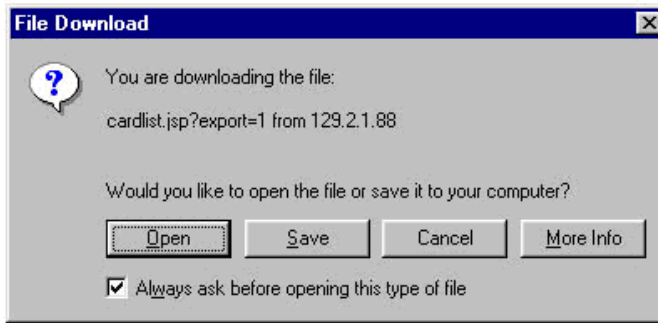 File Download
You are downloading the file:
cardlist.jsp?export=1 from 129.2.1.88
Would you like to open the file or save it to your computer?
Open Save Cancel More Info
Always ask before opening this type of file